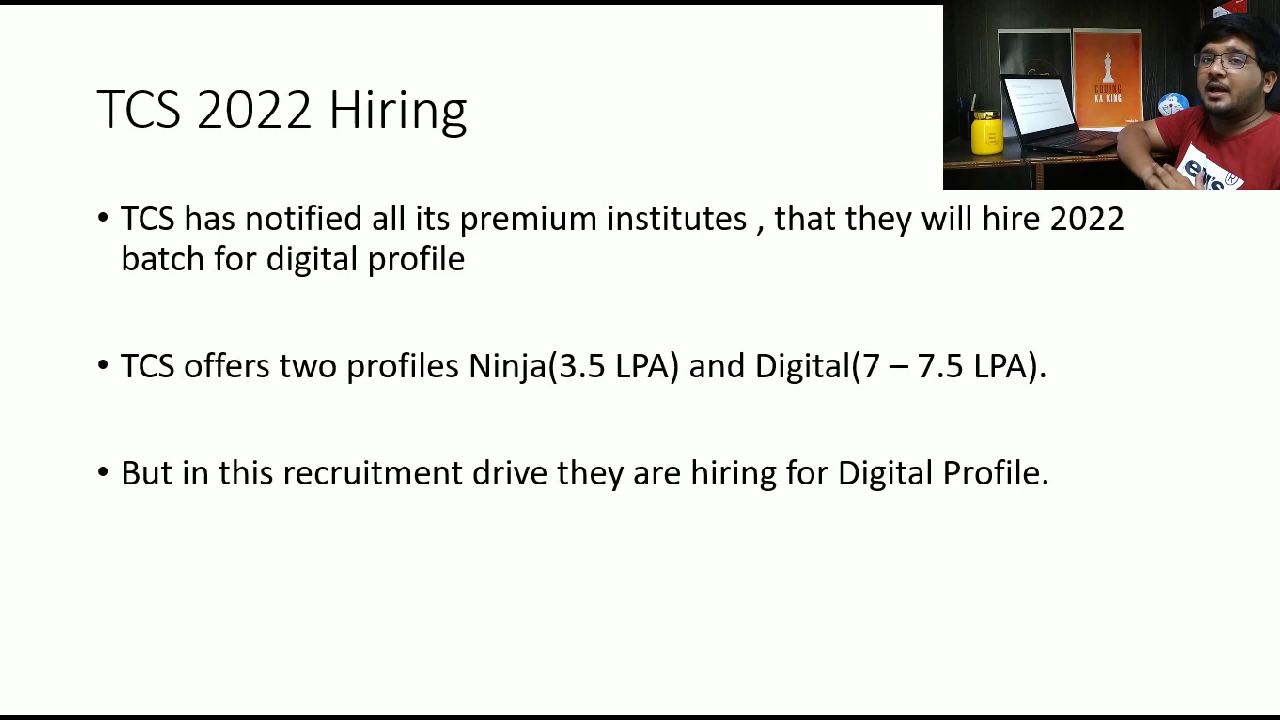 TCS 2022 Hiring
• TCS has notified all its premium institutes , that they will hire 2022
batch for digital profile
• TCS offers two profiles Ninja(3.5 LPA) and Digital(7 – 7.5 LPA).
• But in this recruitment drive they are hiring for Digital Profile.
CODING
KA KING